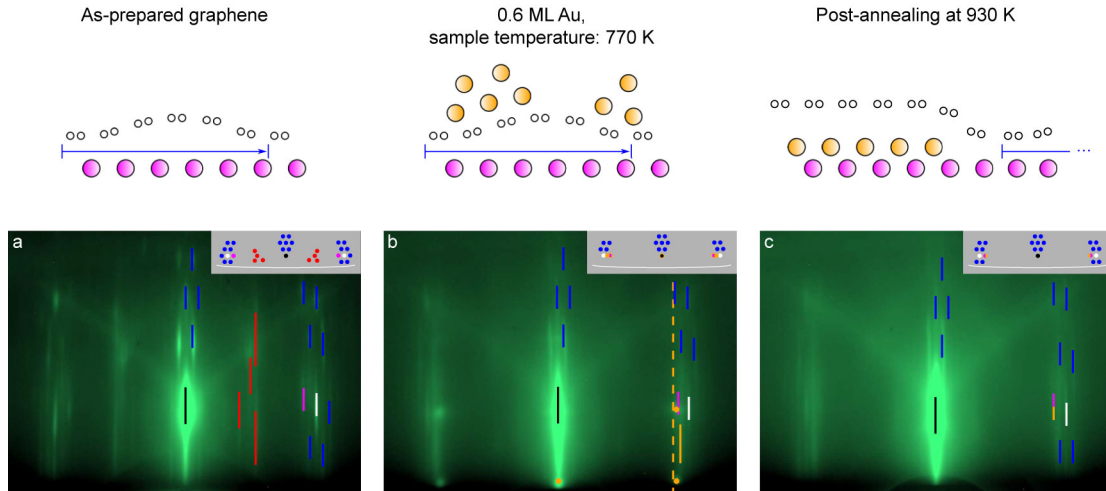 As-prepared graphene
0.6 ML Au,
sample temperature: 770 K
Post-annealing at 930 K
...
a
b
c